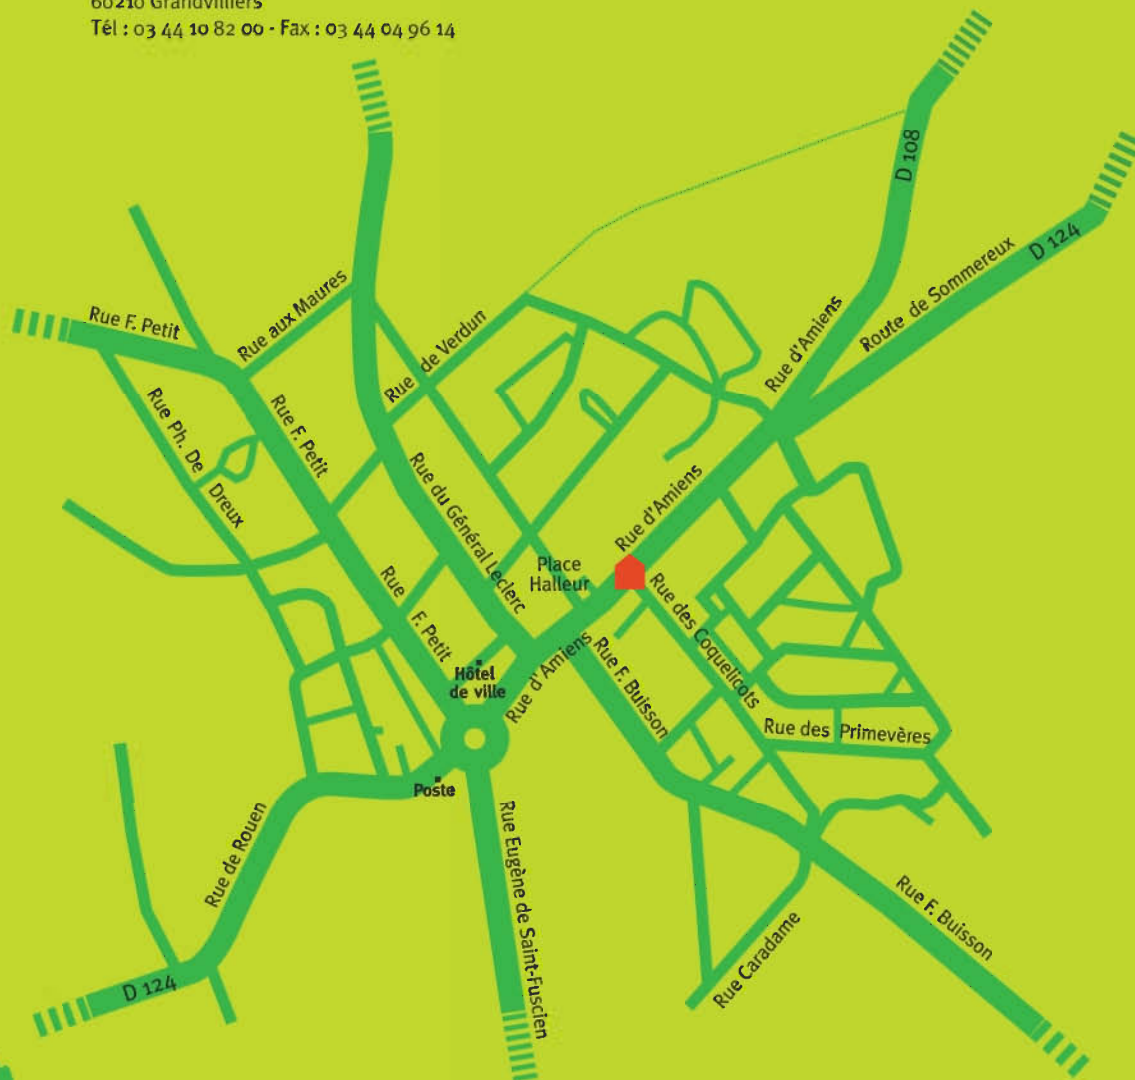 60210 Grandvilliers
Tél : 03 44 10 82 00 - Fax : 03 44 04 96 14
D 108
D 124
Route de Sommereux
Rue d'Amiens
Rue F. Petit
Rue aux Maures
Rue de Verdun
Rue Ph. De Dreux
Rue F. Petit
Rue du Général Leclerc
Rue d'Amiens
Place
Halleur
Rue F. Petit
Rue des Coquelicots
Hôtel
de ville
Rue d'Amiens
Rue F. Buisson
Rue des Primevères
Poste
Rue de Rouen
Rue Eugène de Saint-Fuscien
Rue Caradame
Rue F. Buisson
D 124